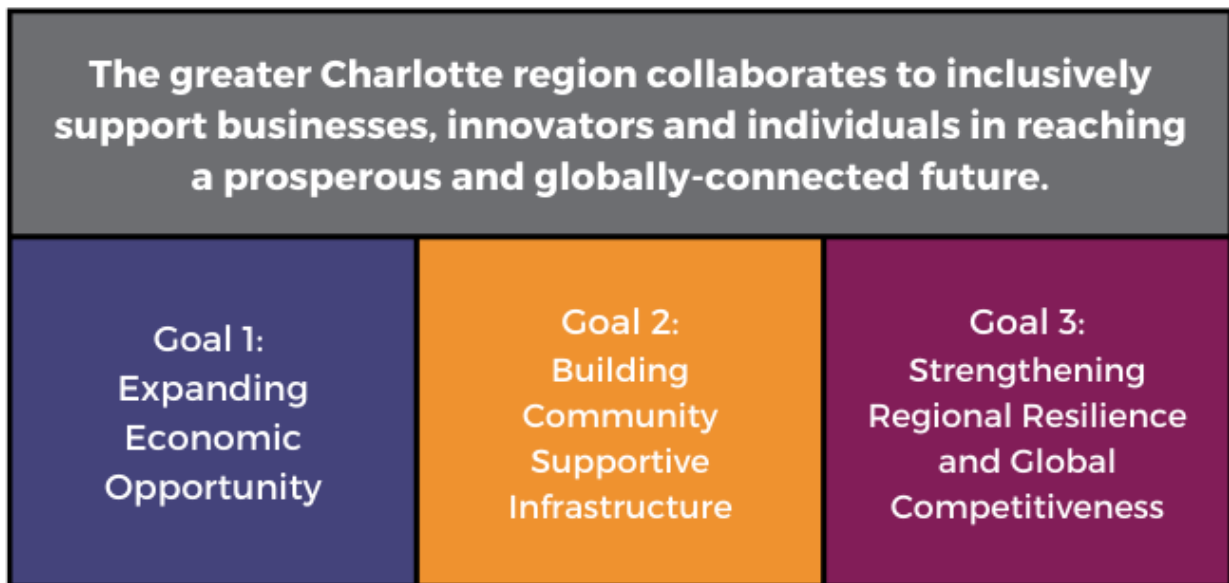 The greater Charlotte region collaborates to inclusively
support businesses, innovators and individuals in reaching
a prosperous and globally-connected future.
Goal 1:
Expanding
Economic
Opportunity
Goal 2:
Building
Community
Supportive
Infrastructure
Goal 3:
Strengthening
Regional Resilience
and Global
Competitiveness